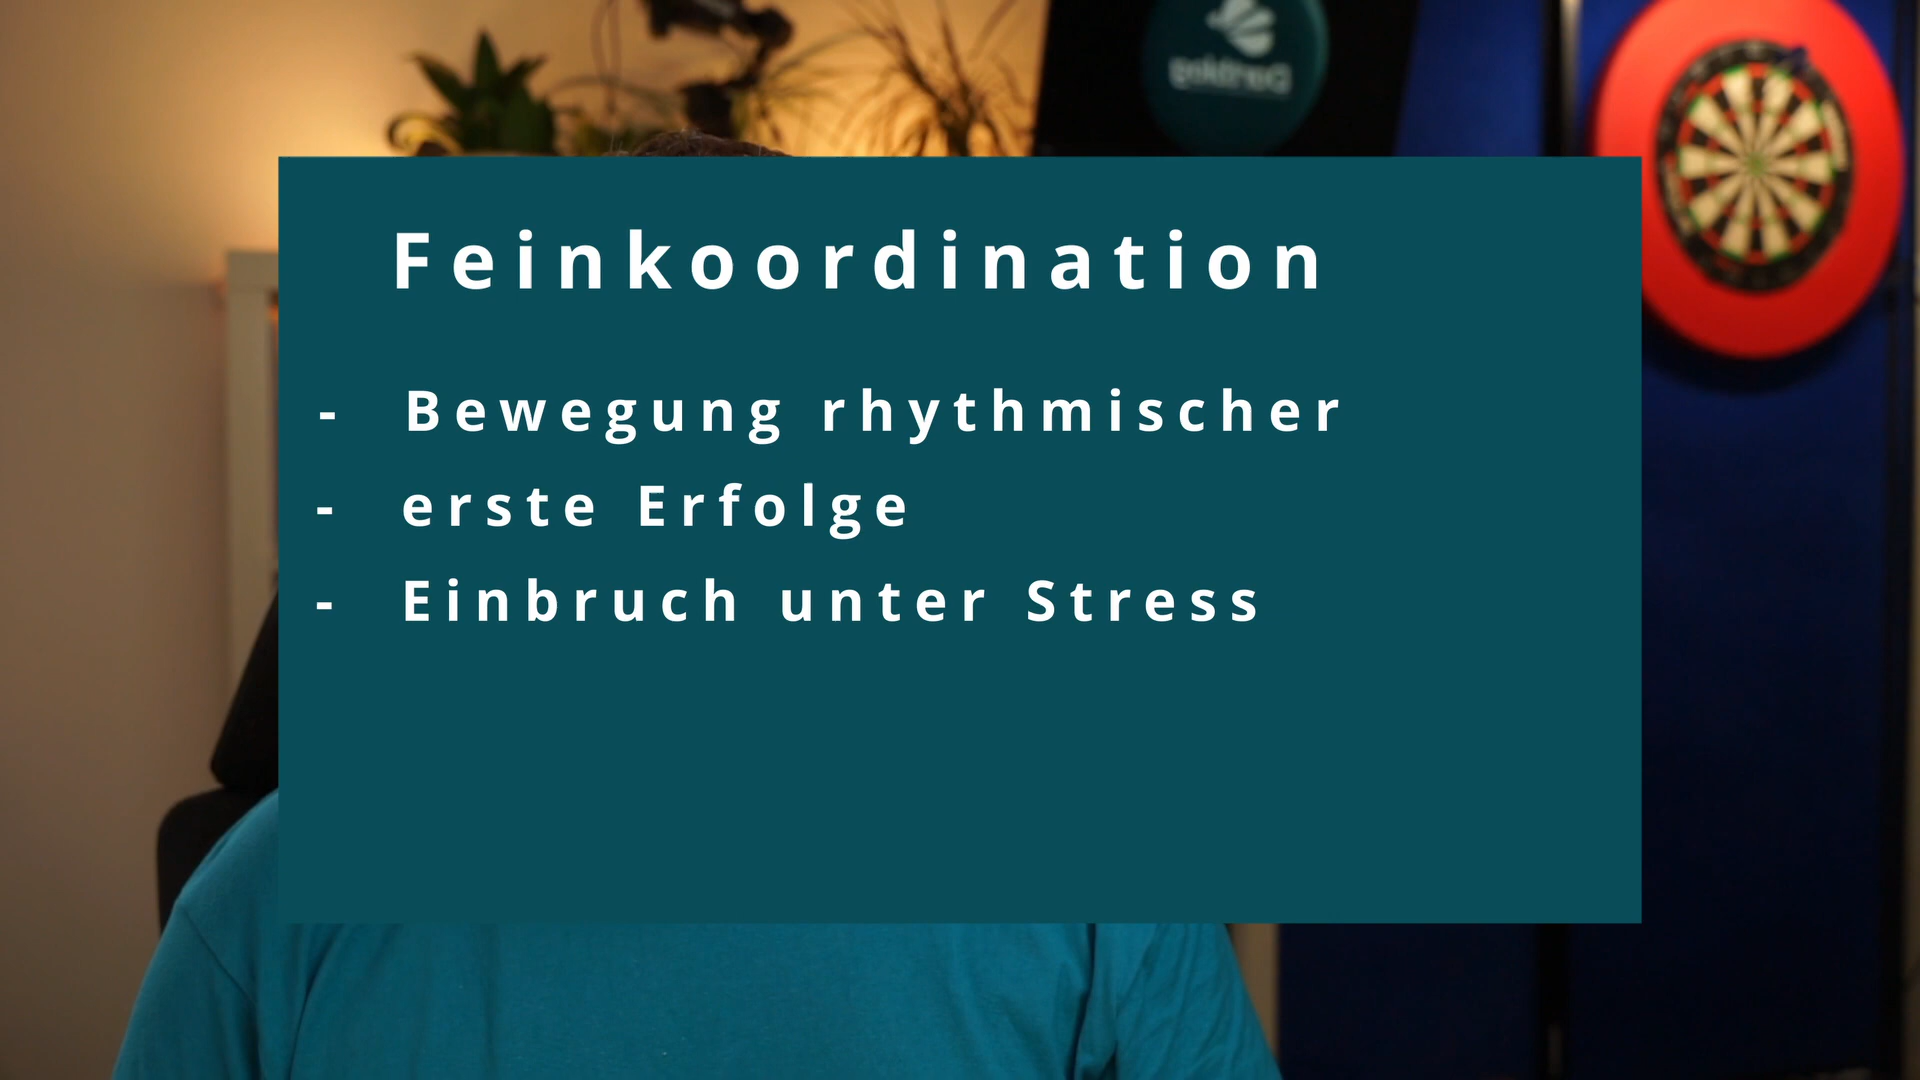 Feinkoordination
- Bewegung rhythmischer
- erste Erfolge
- Einbruch unter Stress